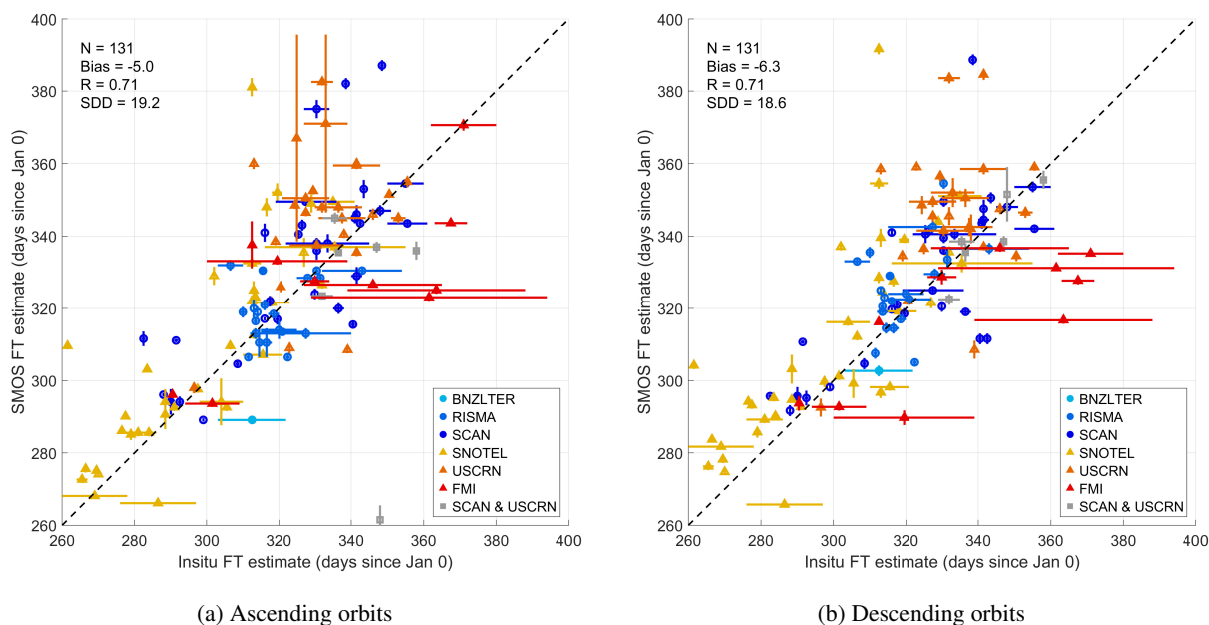 400
380
360
340
320
300
280
260
SMOS FT estimate (days since Jan 0)
N = 131
Bias = -5.0
R = 0.71
SDD = 19.2
BNZLTER
RISMA
SCAN
SNOTEL
USCRN
FMI
SCAN & USCRN
260 280 300 320 340 360 380 400
Insitu FT estimate (days since Jan 0)
(a) Ascending orbits
400
380
360
340
320
300
280
260
SMOS FT estimate (days since Jan 0)
N = 131
Bias = -6.3
R = 0.71
SDD = 18.6
BNZLTER
RISMA
SCAN
SNOTEL
USCRN
FMI
SCAN & USCRN
260 280 300 320 340 360 380 400
Insitu FT estimate (days since Jan 0)
(b) Descending orbits